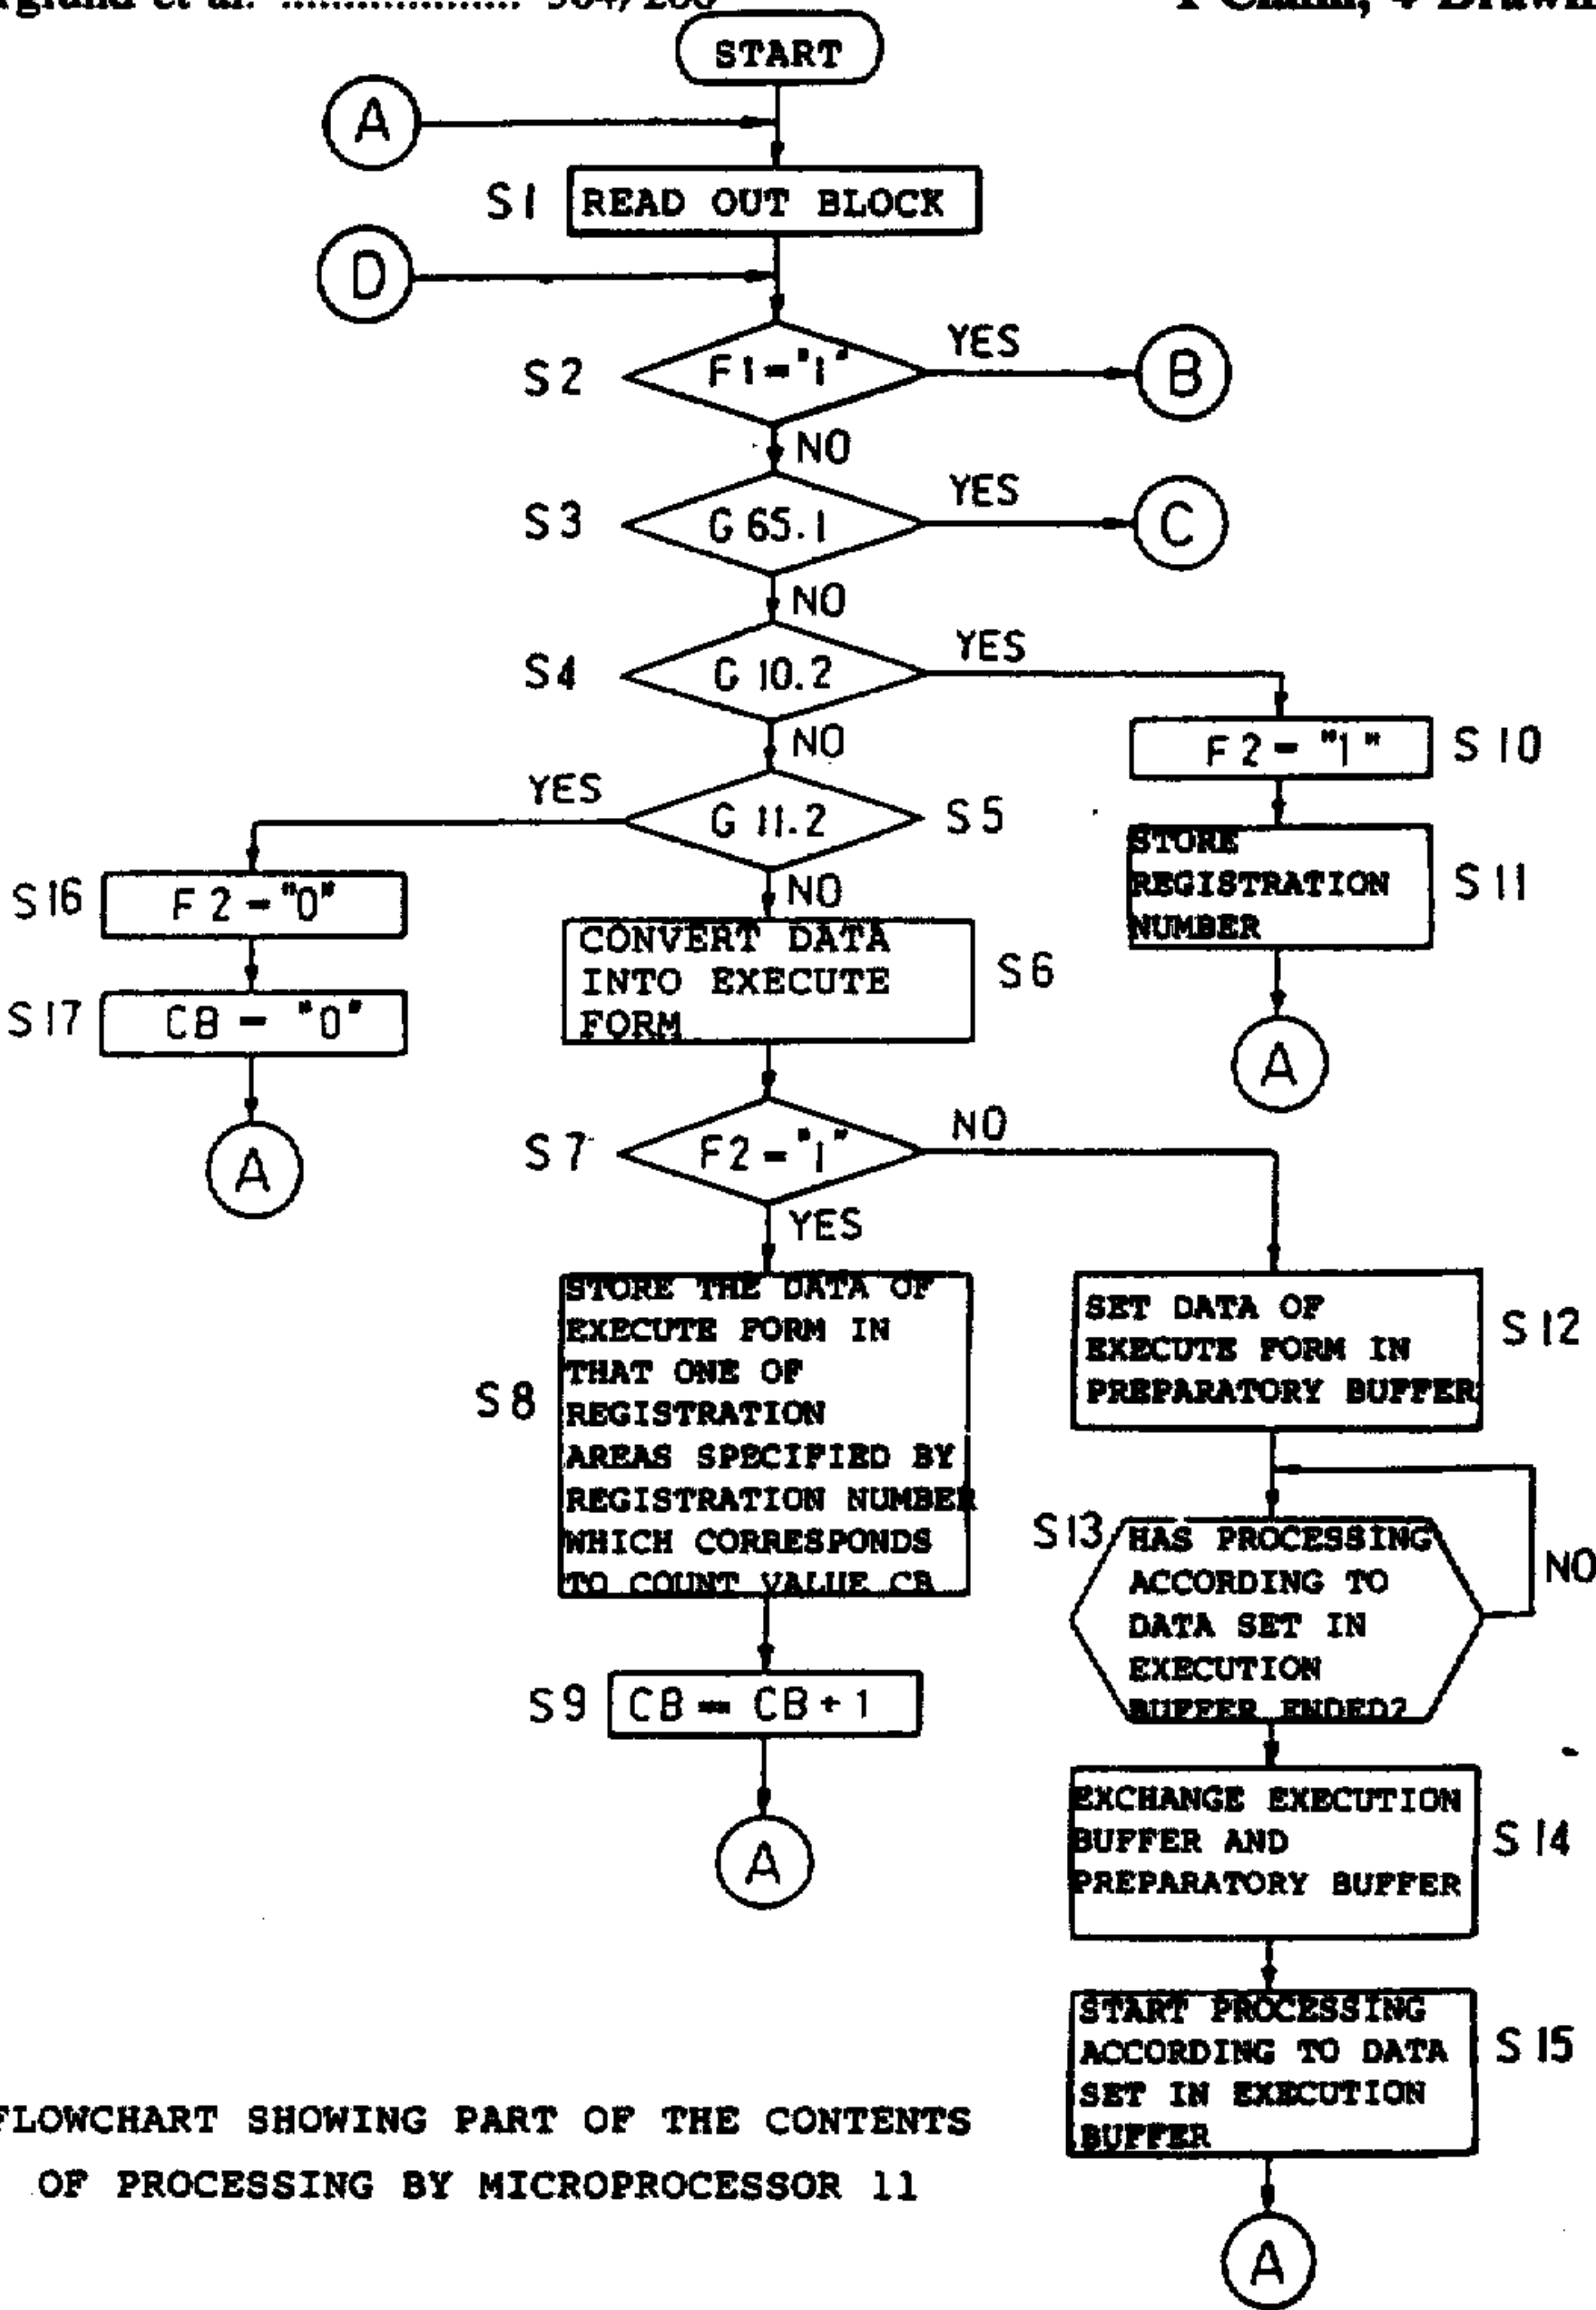 et al. 
START
A
S1 READ OUT BLOCK
D
S2 F1="1" YES B
NO
S3 G 65.1 YES C
NO
S4 G 10.2 YES
NO
F2="1" S10
YES G 11.2 S5
STORE
REGISTRATION
NUMBER
S11
A
NO
S16 F2="0"
S17 CB = "0"
A
CONVERT DATA
INTO EXECUTE
FORM
S6
S7 F2="1" NO
YES
S8
STORE THE DATA OF
EXECUTE FORM IN
THAT ONE OF
REGISTRATION
AREAS SPECIFIED BY
REGISTRATION NUMBER
WHICH CORRESPONDS
TO COUNT VALUE CB
S9 CB = CB+1
A
SET DATA OF
EXECUTE FORM IN
PREPARATORY BUFFER
S12
S13
HAS PROCESSING
ACCORDING TO
DATA SET IN
EXECUTION
BUFFER ENDED?
NO
EXCHANGE EXECUTION
BUFFER AND
PREPARATORY BUFFER
S14
START PROCESSING
ACCORDING TO DATA
SET IN EXECUTION
BUFFER
S15
A
FLOWCHART SHOWING PART OF THE CONTENTS
OF PROCESSING BY MICROPROCESSOR 11